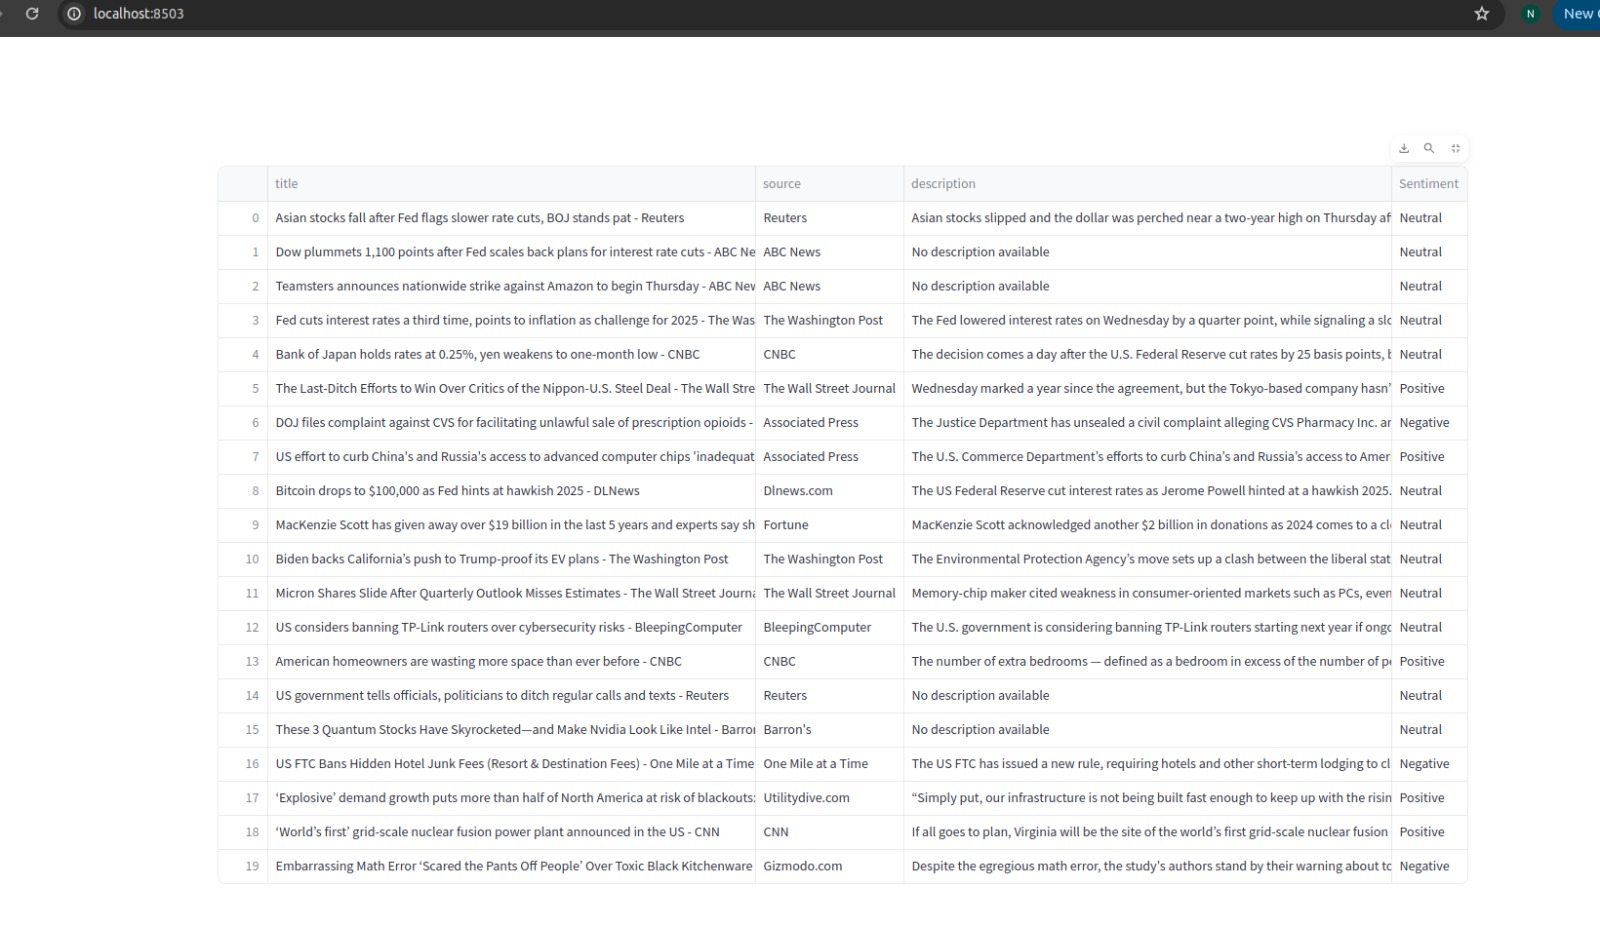 localhost:8503
N
New
title source description Sentiment
0 Asian stocks fall after Fed flags slower rate cuts, BOJ stands pat - Reuters Reuters Asian stocks slipped and the dollar was perched near a two-year high on Thursday af Neutral
1 Dow plummets 1,100 points after Fed scales back plans for interest rate cuts - ABC Ne ABC News No description available Neutral
2 Teamsters announces nationwide strike against Amazon to begin Thursday - ABC New ABC News No description available Neutral
3 Fed cuts interest rates a third time, points to inflation as challenge for 2025 - The Was The Washington Post The Fed lowered interest rates on Wednesday by a quarter point, while signaling a slo Neutral
4 Bank of Japan holds rates at 0.25%, yen weakens to one-month low - CNBC CNBC The decision comes a day after the U.S. Federal Reserve cut rates by 25 basis points, b Neutral
5 The Last-Ditch Efforts to Win Over Critics of the Nippon-U.S. Steel Deal - The Wall Stre The Wall Street Journal Wednesday marked a year since the agreement, but the Tokyo-based company hasn’ Positive
6 DOJ files complaint against CVS for facilitating unlawful sale of prescription opioids - Associated Press The Justice Department has unsealed a civil complaint alleging CVS Pharmacy Inc. an Negative
7 US effort to curb China's and Russia's access to advanced computer chips 'inadequat Associated Press The U.S. Commerce Department’s efforts to curb China’s and Russia’s access to Amer Positive
8 Bitcoin drops to $100,000 as Fed hints at hawkish 2025 - DLNews Dlnews.com The US Federal Reserve cut interest rates as Jerome Powell hinted at a hawkish 2025. Neutral
9 MacKenzie Scott has given away over $19 billion in the last 5 years and experts say sh Fortune MacKenzie Scott acknowledged another $2 billion in donations as 2024 comes to a cl Neutral
10 Biden backs California’s push to Trump-proof its EV plans - The Washington Post The Washington Post The Environmental Protection Agency’s move sets up a clash between the liberal stat Neutral
11 Micron Shares Slide After Quarterly Outlook Misses Estimates - The Wall Street Journa The Wall Street Journal Memory-chip maker cited weakness in consumer-oriented markets such as PCs, even Neutral
12 US considers banning TP-Link routers over cybersecurity risks - BleepingComputer BleepingComputer The U.S. government is considering banning TP-Link routers starting next year if ongo Neutral
13 American homeowners are wasting more space than ever before - CNBC CNBC The number of extra bedrooms — defined as a bedroom in excess of the number of pe Positive
14 US government tells officials, politicians to ditch regular calls and texts - Reuters Reuters No description available Neutral
15 These 3 Quantum Stocks Have Skyrocketed—and Make Nvidia Look Like Intel - Barron Barron's No description available Neutral
16 US FTC Bans Hidden Hotel Junk Fees (Resort & Destination Fees) - One Mile at a Time One Mile at a Time The US FTC has issued a new rule, requiring hotels and other short-term lodging to cl Negative
17 ‘Explosive’ demand growth puts more than half of North America at risk of blackouts: Utilitydive.com “Simply put, our infrastructure is not being built fast enough to keep up with the risin Positive
18 ‘World’s first’ grid-scale nuclear fusion power plant announced in the US - CNN CNN If all goes to plan, Virginia will be the site of the world’s first grid-scale nuclear fusion Positive
19 Embarrassing Math Error ‘Scared the Pants Off People’ Over Toxic Black Kitchenware Gizmodo.com Despite the egregious math error, the study's authors stand by their warning about to Negative